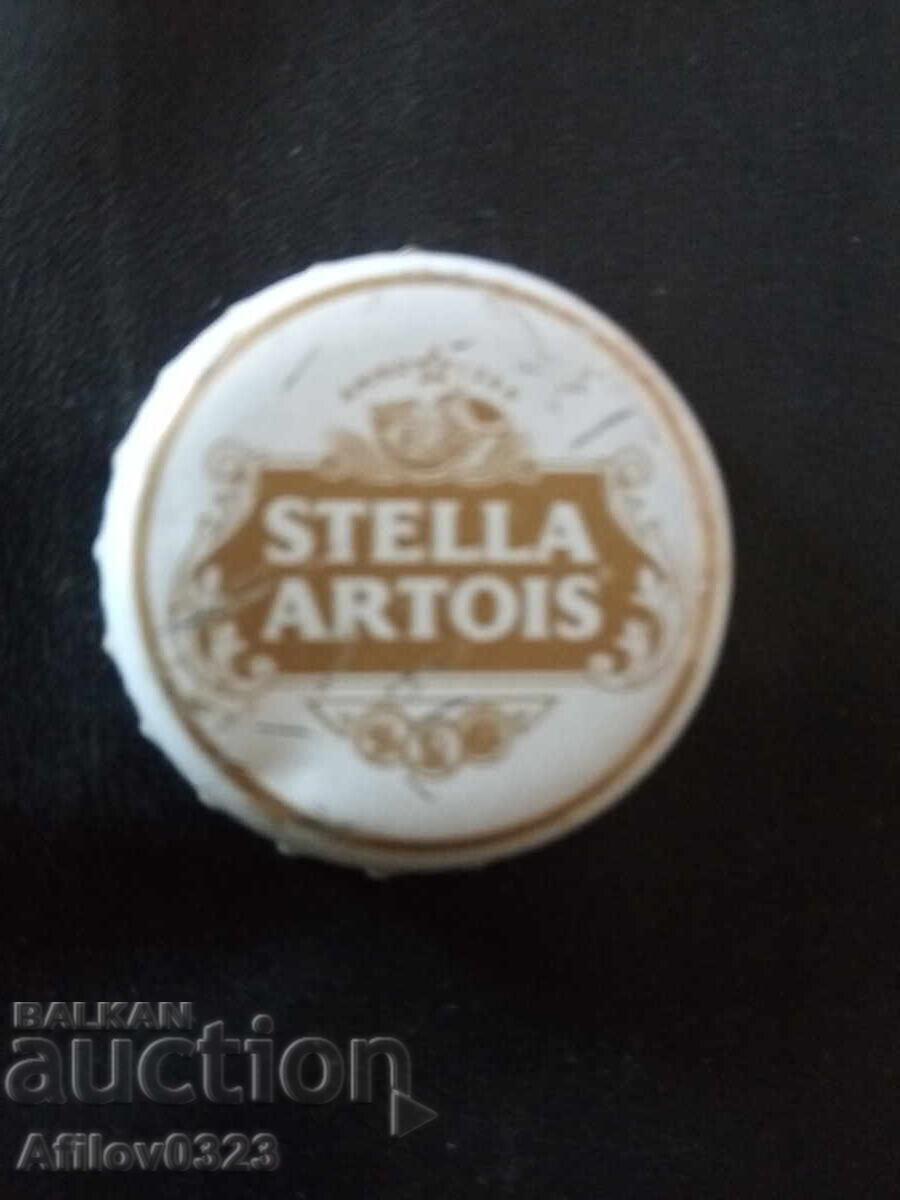 STELLA
ARTOIS
BALKAN
auction
Afilov0323